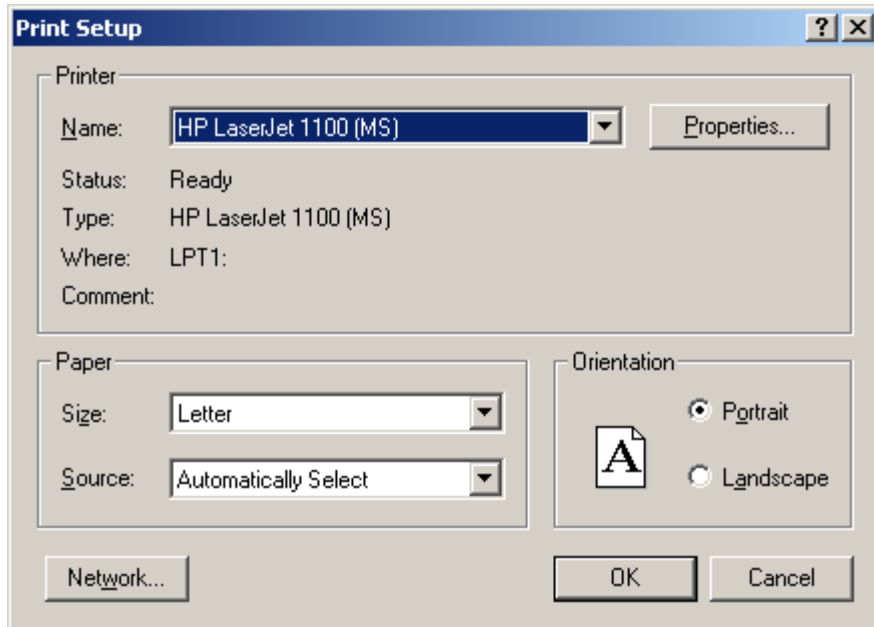 Print Setup
Printer
Name: HP LaserJet 1100 (MS) Properties...
Status: Ready
Type: HP LaserJet 1100 (MS)
Where: LPT1:
Comment:
Paper Orientation
Size: Letter Portrait
A
Source: Automatically Select Landscape
Network... OK Cancel